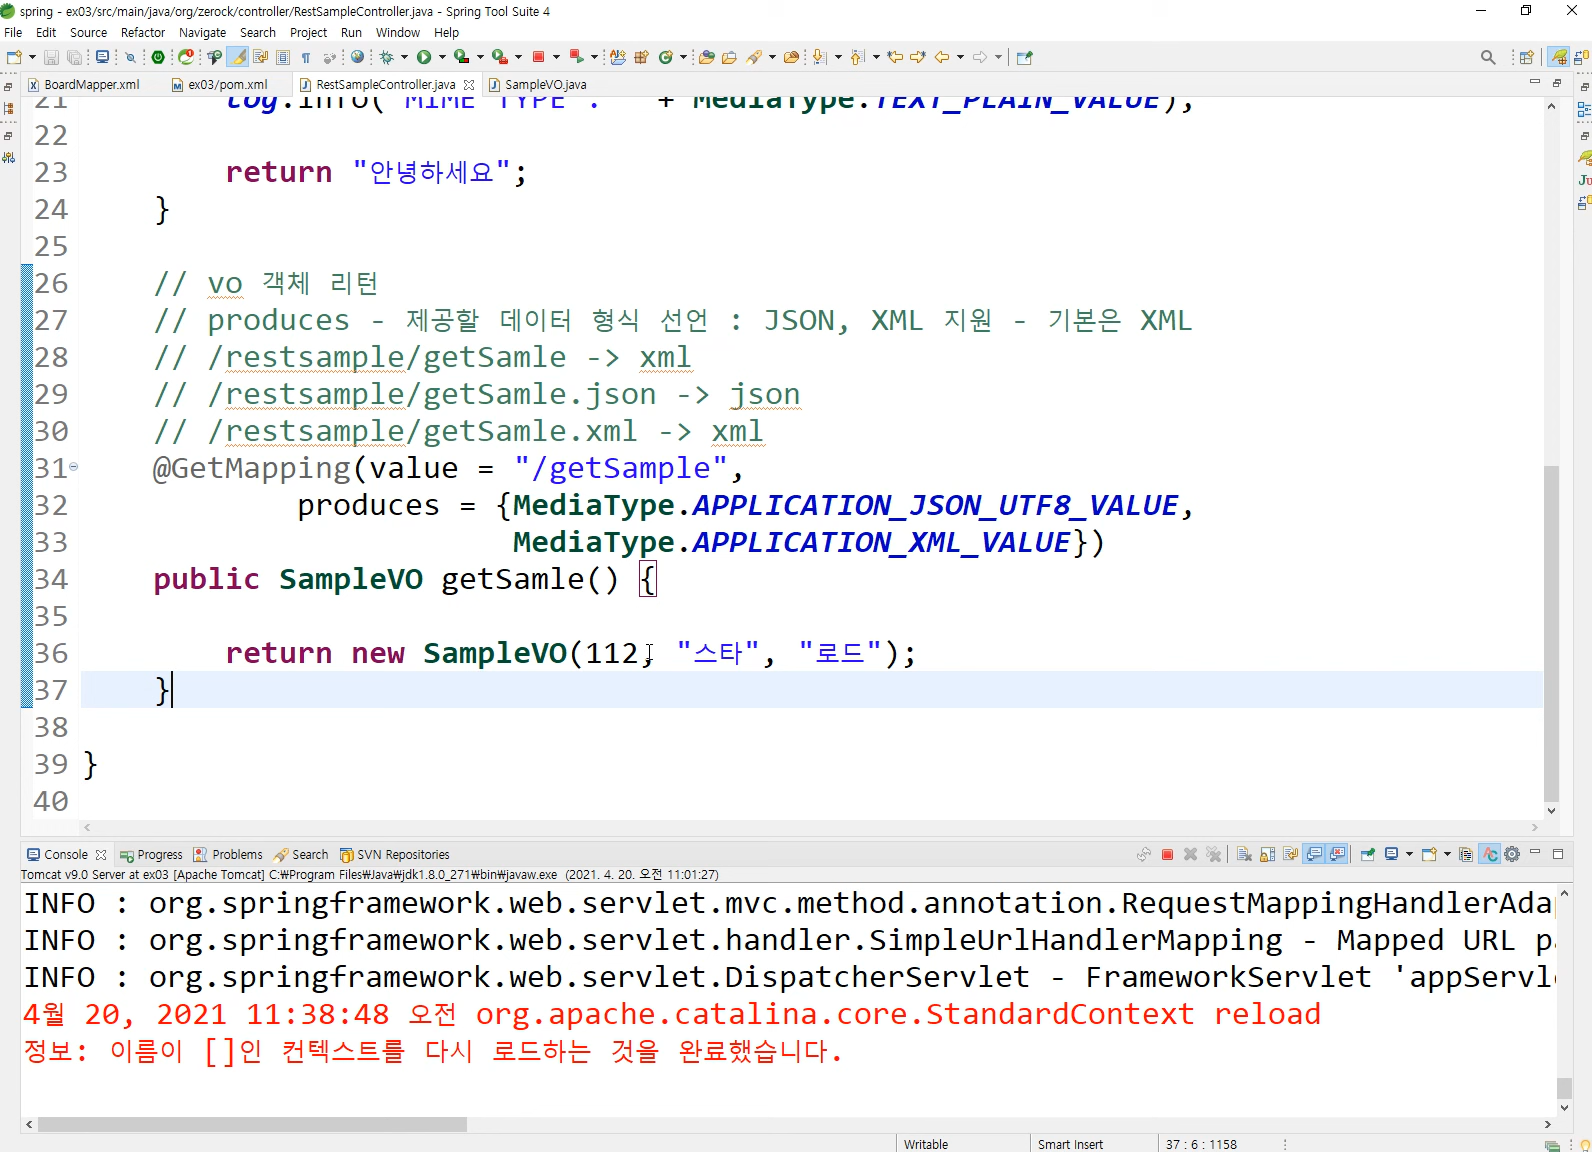 spring - ex03/src/main/java/org/zerock/controller/RestSampleController.java - Spring Tool Suite 4
File Edit Source Refactor Navigate Search Project Run Window Help
BoardMapper.xml ex03/pom.xml RestSampleController.java SampleVO.java
21 log.info("MIME TYPE : " + MediaType.TEXT_PLAIN_VALUE);
22
23 return "안녕하세요";
24 }
25
26 // vo 객체 리턴
27 // produces - 제공할 데이터 형식 선언 : JSON, XML 지원 - 기본은 XML
28 // /restsample/getSamle -> xml
29 // /restsample/getSamle.json -> json
30 // /restsample/getSamle.xml -> xml
31 @GetMapping(value = "/getSample",
32 produces = {MediaType.APPLICATION_JSON_UTF8_VALUE,
33 MediaType.APPLICATION_XML_VALUE})
34 public SampleVO getSamle() {
35
36 return new SampleVO(112, "스타", "로드");
37 }
38
39 }
40
Console Progress Problems Search SVN Repositories
Tomcat v9.0 Server at ex03 [Apache Tomcat] C:₩Program Files₩Java₩jdk1.8.0_271₩bin₩javaw.exe (2021. 4. 20. 오전 11:01:27)
INFO : org.springframework.web.servlet.mvc.method.annotation.RequestMappingHandlerAda
INFO : org.springframework.web.servlet.handler.SimpleUrlHandlerMapping - Mapped URL p
INFO : org.springframework.web.servlet.DispatcherServlet - FrameworkServlet 'appServl
4월 20, 2021 11:38:48 오전 org.apache.catalina.core.StandardContext reload
정보: 이름이 []인 컨텍스트를 다시 로드하는 것을 완료했습니다.
Writable Smart Insert 37 : 6 : 1158